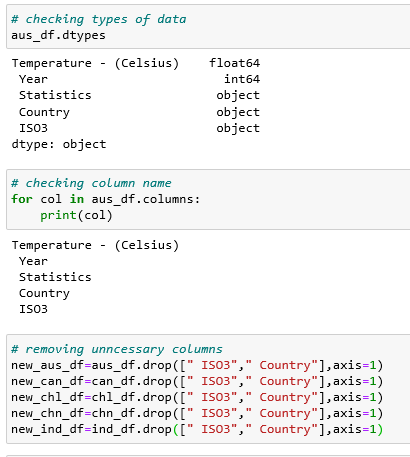 # checking types of data
aus_df.dtypes
Temperature - (Celsius)    float64
 Year                        int64
 Statistics                 object
 Country                    object
 ISO3                       object
dtype: object
# checking column name
for col in aus_df.columns:
    print(col)
Temperature - (Celsius)
 Year
 Statistics
 Country
 ISO3
# removing unncessary columns
new_aus_df=aus_df.drop([" ISO3"," Country"],axis=1)
new_can_df=can_df.drop([" ISO3"," Country"],axis=1)
new_chl_df=chl_df.drop([" ISO3"," Country"],axis=1)
new_chn_df=chn_df.drop([" ISO3"," Country"],axis=1)
new_ind_df=ind_df.drop([" ISO3"," Country"],axis=1)